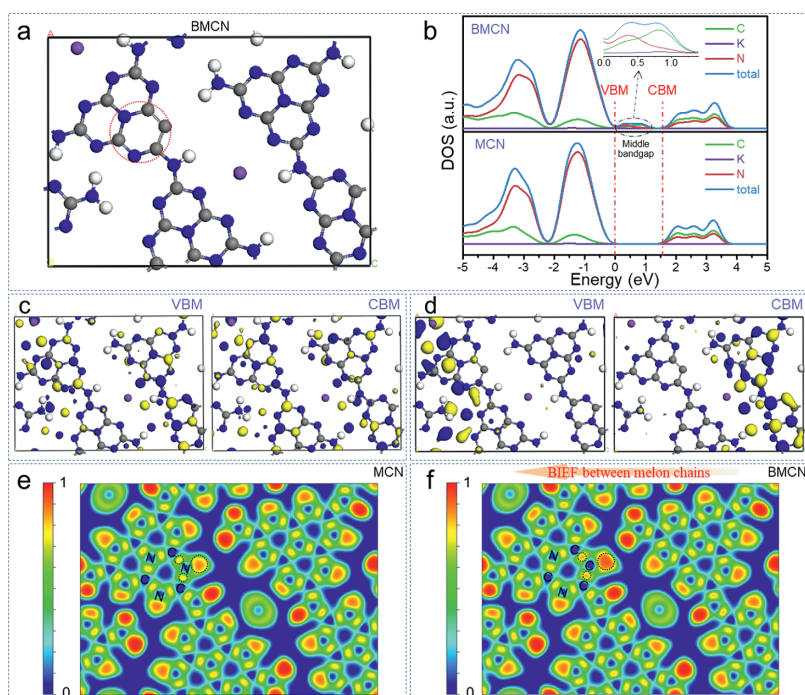 a
BMCN
A
C
b
BMCN
C
K
N
total
0.0
0.5
1.0
VBM
CBM
Middle
bandgap
MCN
C
K
N
total
DOS (a.u.)
-5 -4 -3 -2 -1 0 1 2 3 4 5
Energy (eV)
c
VBM
CBM
d
VBM
CBM
e
MCN
1
0
N
C
N
C
N
C
f
BIEF between melon chains
BMCN
1
0
N
C
C
C
N
C